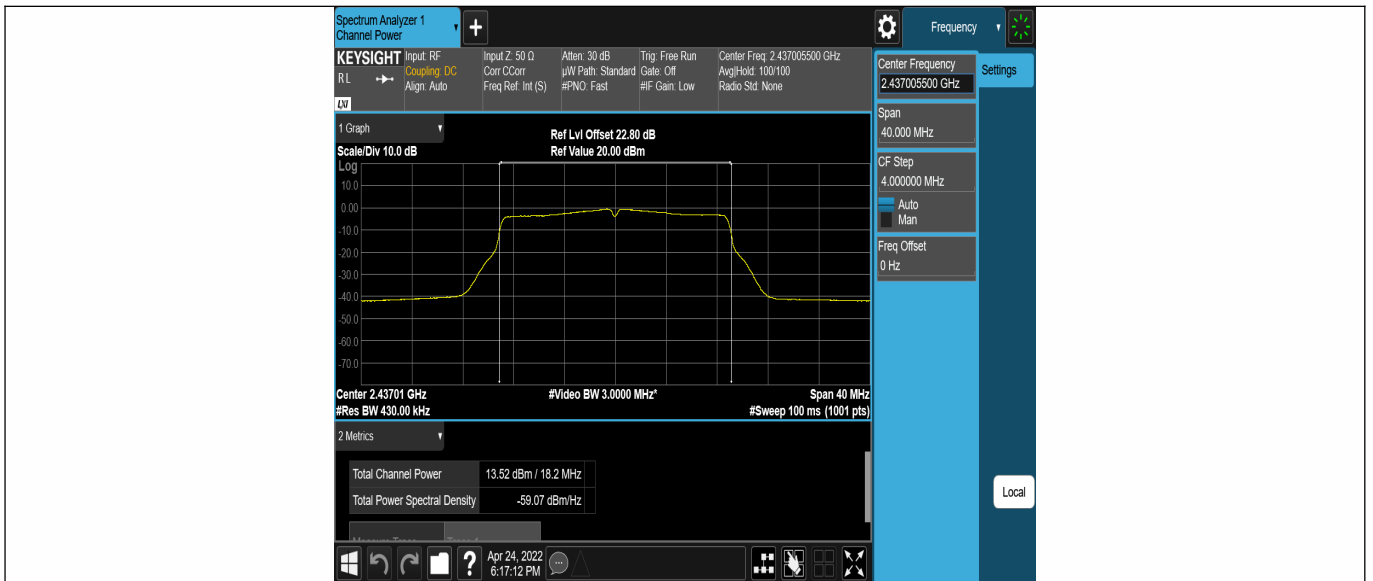 Spectrum Analyzer 1
Channel Power
+
Frequency
KEYSIGHT
R L
LXI
Input: RF
Coupling: DC
Align: Auto
Input Z: 50 Ω
Corr CCorr
Freq Ref: Int (S)
Atten: 30 dB
µW Path: Standard
#PNO: Fast
Trig: Free Run
Gate: Off
#IF Gain: Low
Center Freq: 2.437005500 GHz
Avg|Hold: 100/100
Radio Std: None
Center Frequency
2.437005500 GHz
Settings
Span
40.000 MHz
CF Step
4.000000 MHz
Auto
Man
Freq Offset
0 Hz
Local
1 Graph
Scale/Div 10.0 dB
Ref Lvl Offset 22.80 dB
Ref Value 20.00 dBm
Log
10.0
0.00
-10.0
-20.0
-30.0
-40.0
-50.0
-60.0
-70.0
Center 2.43701 GHz
#Video BW 3.0000 MHz*
Span 40 MHz
#Res BW 430.00 kHz
#Sweep 100 ms (1001 pts)
2 Metrics
Total Channel Power 13.52 dBm / 18.2 MHz
Total Power Spectral Density -59.07 dBm/Hz
?
Apr 24, 2022
6:17:12 PM